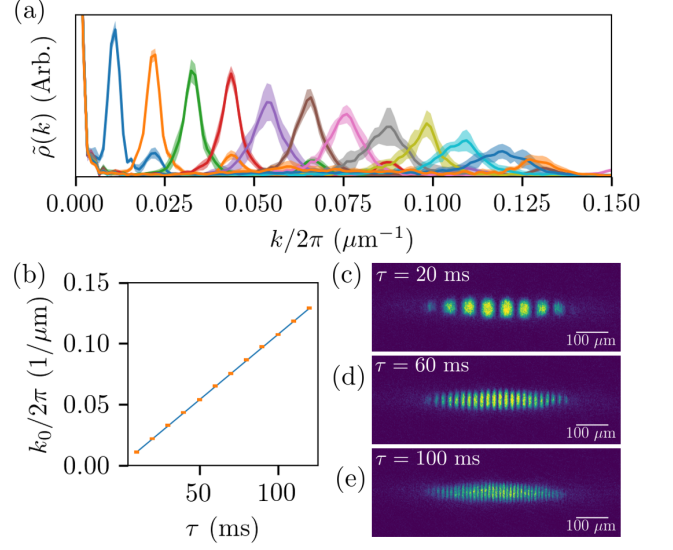 (a)
ρ̃(k) (Arb.)
0.000 0.025 0.050 0.075 0.100 0.125 0.150
k/2π (μm⁻¹)
(b)
0.15
0.10
0.05
0.00
k₀/2π (1/μm)
50 100
τ (ms)
(c)
τ = 20 ms
100 μm
(d)
τ = 60 ms
100 μm
(e)
τ = 100 ms
100 μm